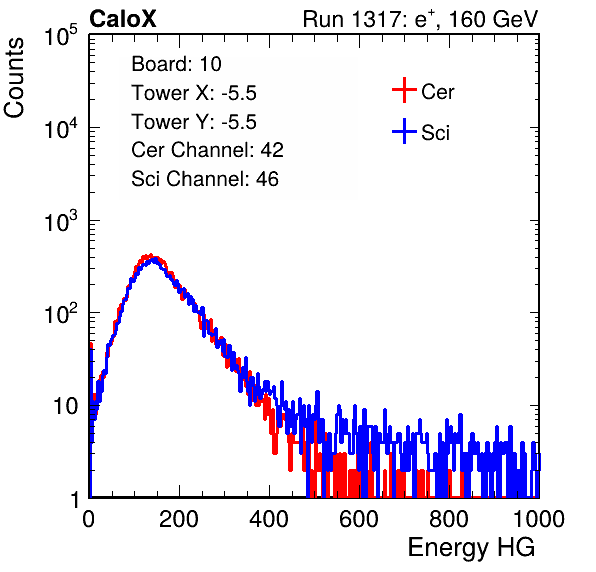 CaloX Run 1317: e⁺, 160 GeV
Counts
Board: 10
Tower X: -5.5
Tower Y: -5.5
Cer Channel: 42
Sci Channel: 46
Cer
Sci
10⁵
10⁴
10³
10²
10
1
0 200 400 600 800 1000
Energy HG